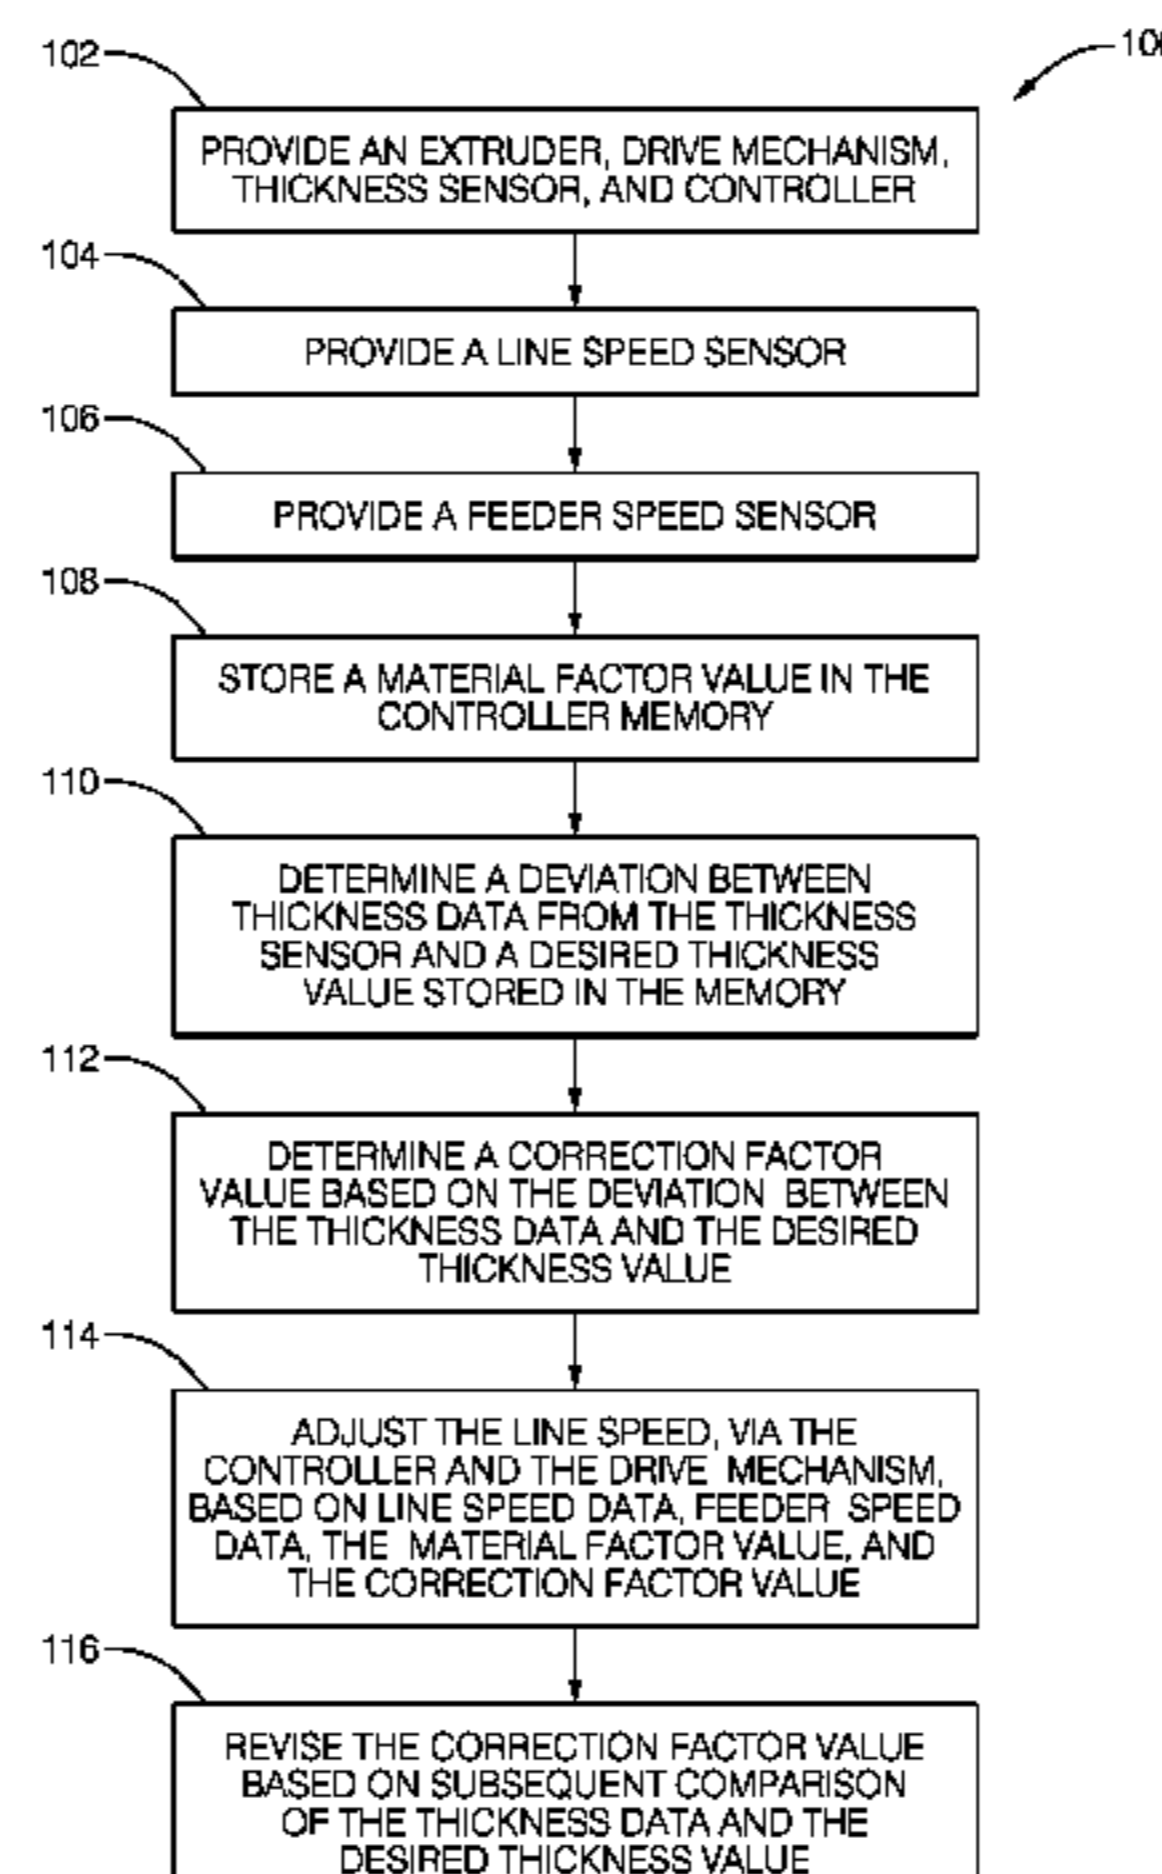 102
PROVIDE AN EXTRUDER, DRIVE MECHANISM,
THICKNESS SENSOR, AND CONTROLLER
104
PROVIDE A LINE SPEED SENSOR
106
PROVIDE A FEEDER SPEED SENSOR
108
STORE A MATERIAL FACTOR VALUE IN THE
CONTROLLER MEMORY
110
DETERMINE A DEVIATION BETWEEN
THICKNESS DATA FROM THE THICKNESS
SENSOR AND A DESIRED THICKNESS
VALUE STORED IN THE MEMORY
112
DETERMINE A CORRECTION FACTOR
VALUE BASED ON THE DEVIATION BETWEEN
THE THICKNESS DATA AND THE DESIRED
THICKNESS VALUE
114
ADJUST THE LINE SPEED, VIA THE
CONTROLLER AND THE DRIVE MECHANISM,
BASED ON LINE SPEED DATA, FEEDER SPEED
DATA, THE MATERIAL FACTOR VALUE, AND
THE CORRECTION FACTOR VALUE
116
REVISE THE CORRECTION FACTOR VALUE
BASED ON SUBSEQUENT COMPARISON
OF THE THICKNESS DATA AND THE
DESIRED THICKNESS VALUE